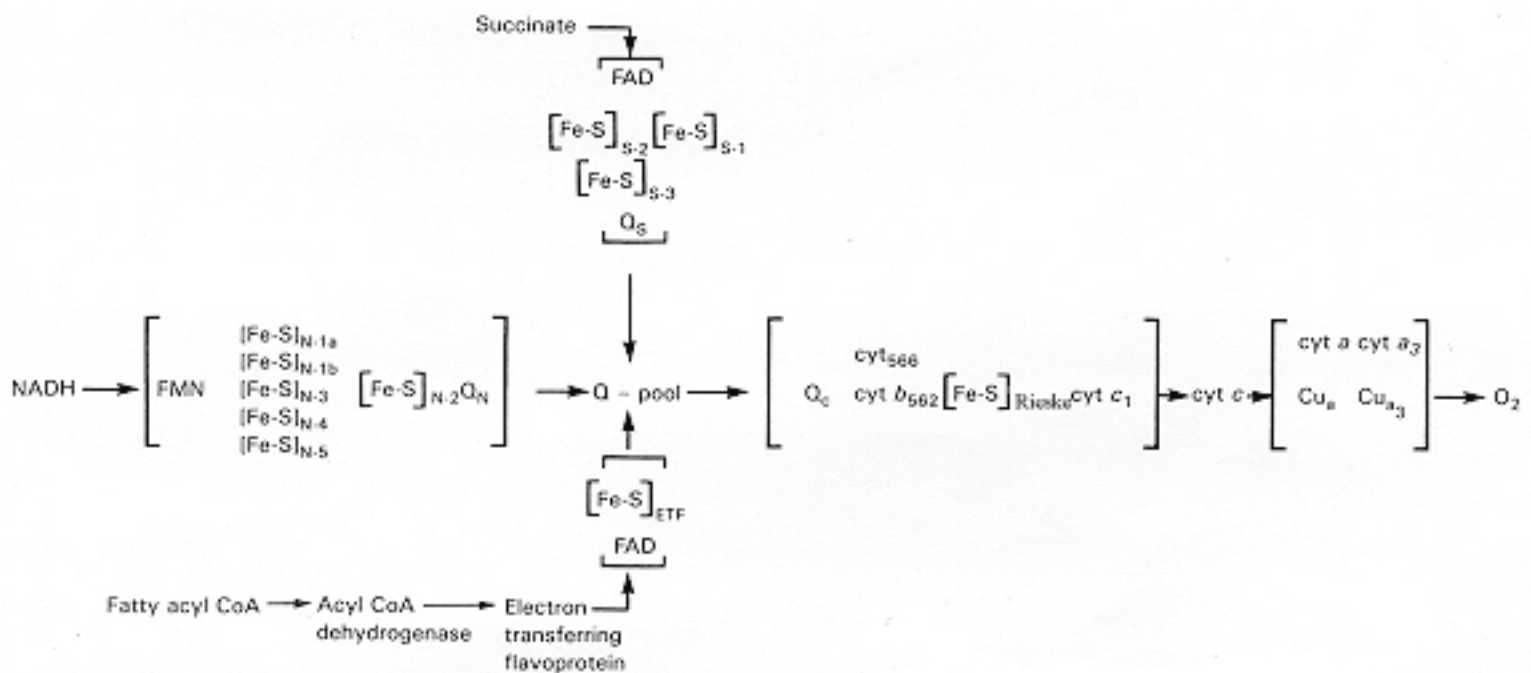 Succinate
FAD
[Fe-S]S-2 [Fe-S]S-1
[Fe-S]S-3
QS
[Fe-S]N-1a
[Fe-S]N-1b
NADH FMN [Fe-S]N-3 [Fe-S]N-2 QN Q – pool Qc cyt b562 [Fe-S]Rieske cyt c1 cyt c Cua Cua3 O2
[Fe-S]N-4
[Fe-S]N-5
cyt566
cyt a cyt a3
[Fe-S]ETF
FAD
Fatty acyl CoA Acyl CoA Electron
dehydrogenase transferring
flavoprotein